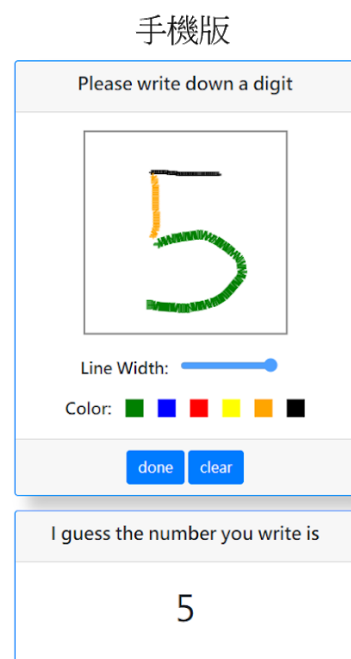 手機版
Please write down a digit
5
Line Width:
Color:
done clear
I guess the number you write is
5